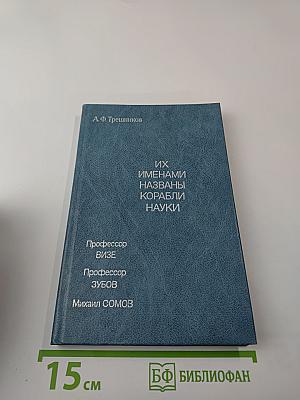 А. Ф. Трешников
ИХ
ИМЕНАМИ
НАЗВАНЫ
КОРАБЛИ
НАУКИ
Профессор
ВИЗЕ
Профессор
ЗУБОВ
Михаил СОМОВ
15 см
БФ БИБЛИОФАН